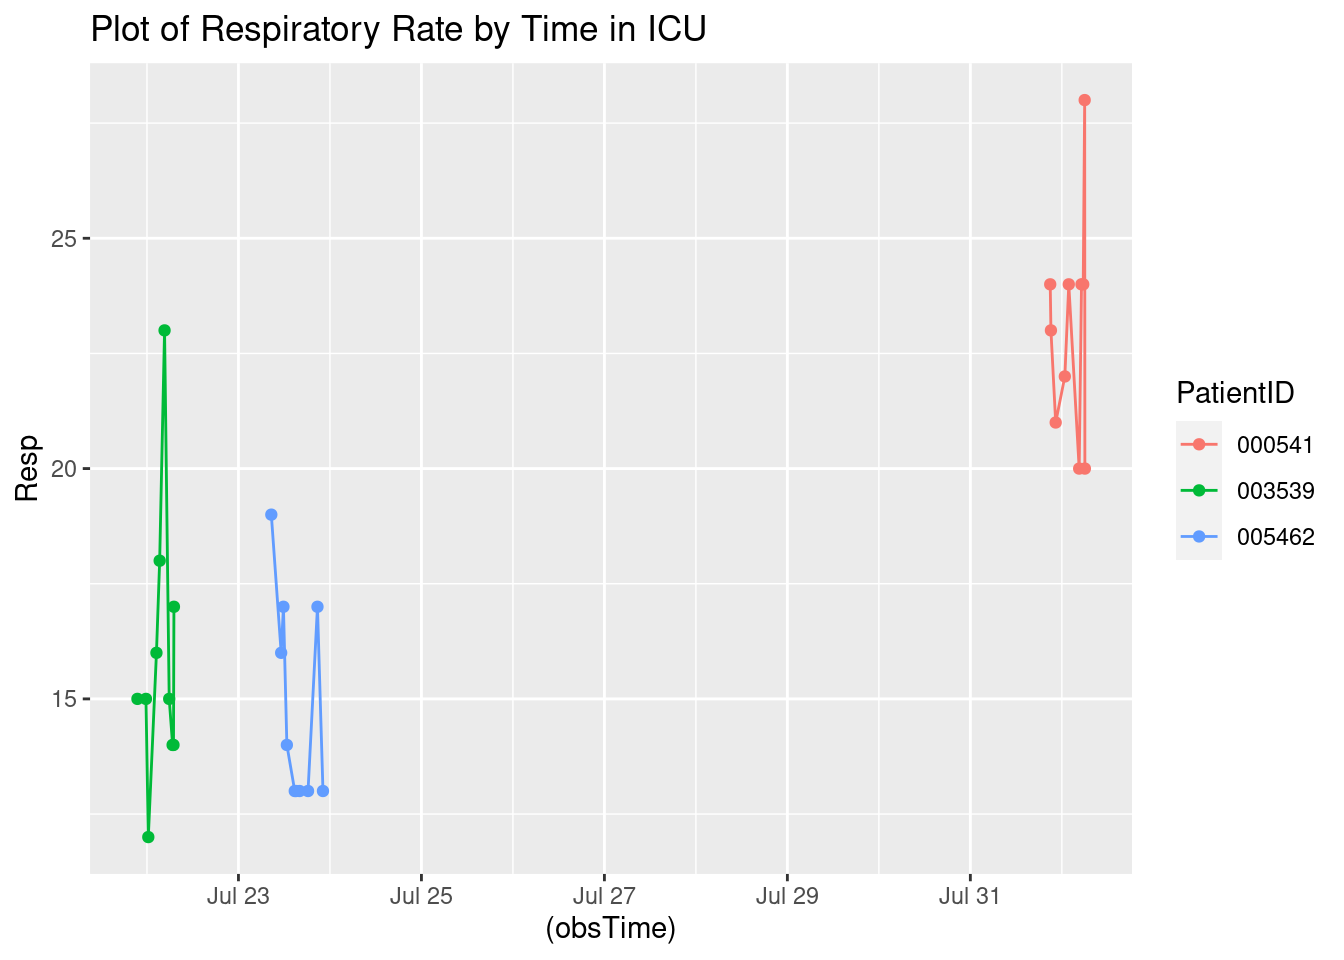 Plot of Respiratory Rate by Time in ICU
25
20
15
Resp
Jul 23
Jul 25
Jul 27
Jul 29
Jul 31
(obsTime)
PatientID
000541
003539
005462